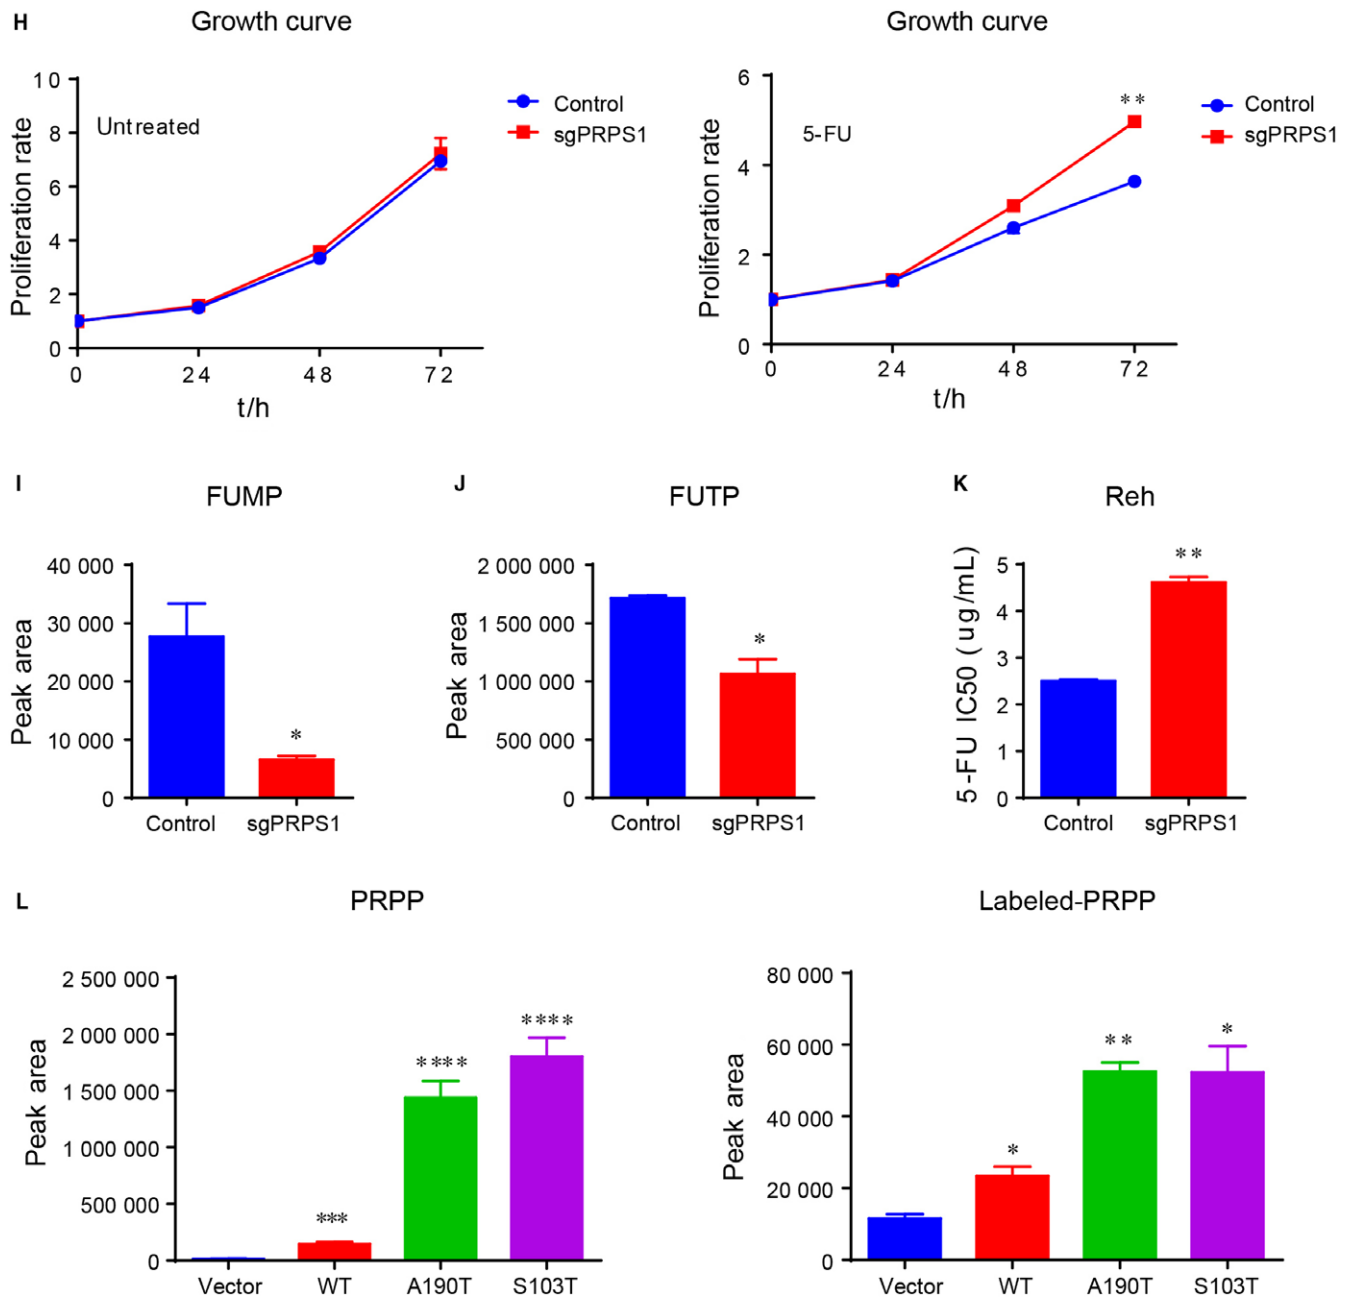 H
Growth curve
10
8
6
4
2
0
Proliferation rate
Untreated
Control
sgPRPS1
0 24 48 72
t/h
Growth curve
6
4
2
0
Proliferation rate
5-FU
**
Control
sgPRPS1
0 24 48 72
t/h
I
FUMP
40 000
30 000
20 000
10 000
0
Peak area
*
Control sgPRPS1
J
FUTP
2 000 000
1 500 000
1 000 000
500 000
0
Peak area
*
Control sgPRPS1
K
Reh
5
4
3
2
1
0
5-FU IC50 (ug/mL)
**
Control sgPRPS1
L
PRPP
2 500 000
2 000 000
1 500 000
1 000 000
500 000
0
Peak area
***
****
****
Vector WT A190T S103T
Labeled-PRPP
80 000
60 000
40 000
20 000
0
Peak area
*
**
*
Vector WT A190T S103T